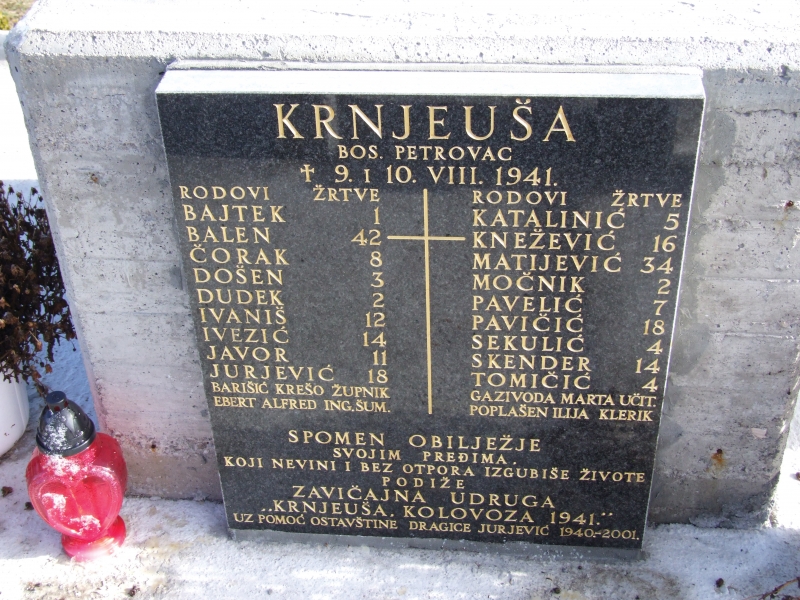 KRNJEUŠA
BOS. PETROVAC
† 9. I 10. VIII. 1941.
RODOVI ŽRTVE
BAJTEK 1
BALEN 42
ČORAK 8
DOŠEN 3
DUDEK 2
IVANIŠ 12
IVEZIĆ 14
JAVOR 11
JURJEVIĆ 18
BARIŠIĆ KREŠO ŽUPNIK
EBERT ALFRED ING. ŠUM.
RODOVI ŽRTVE
KATALINIĆ 5
KNEŽEVIĆ 16
MATIJEVIĆ 34
MOČNIK 2
PAVELIĆ 7
PAVIČIĆ 18
SEKULIĆ 4
SKENDER 14
TOMIČIĆ 4
GAZIVODA MARTA UČIT.
POPLAŠEN ILIJA KLERIK
SPOMEN OBILJEŽJE
SVOJIM PREĐIMA,
KOJI NEVINI I BEZ OTPORA IZGUBIŠE ŽIVOTE
PODIŽE
ZAVIČAJNA UDRUGA
„KRNJEUŠA, KOLOVOZA 1941."
UZ POMOĆ OSTAVŠTINE DRAGICE JURJEVIĆ 1940.-2001.